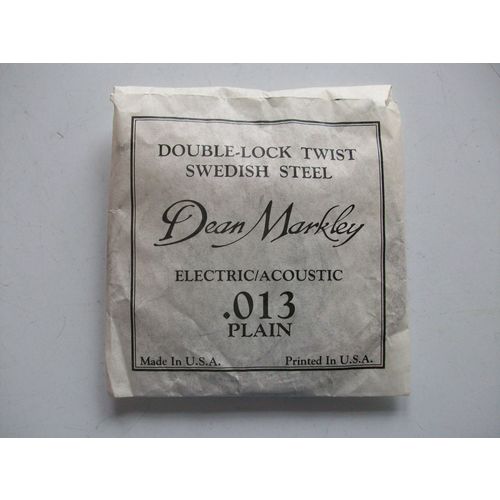 DOUBLE-LOCK TWIST
SWEDISH STEEL
Dean Markley
ELECTRIC/ACOUSTIC
.013
PLAIN
Made In U.S.A. Printed In U.S.A.